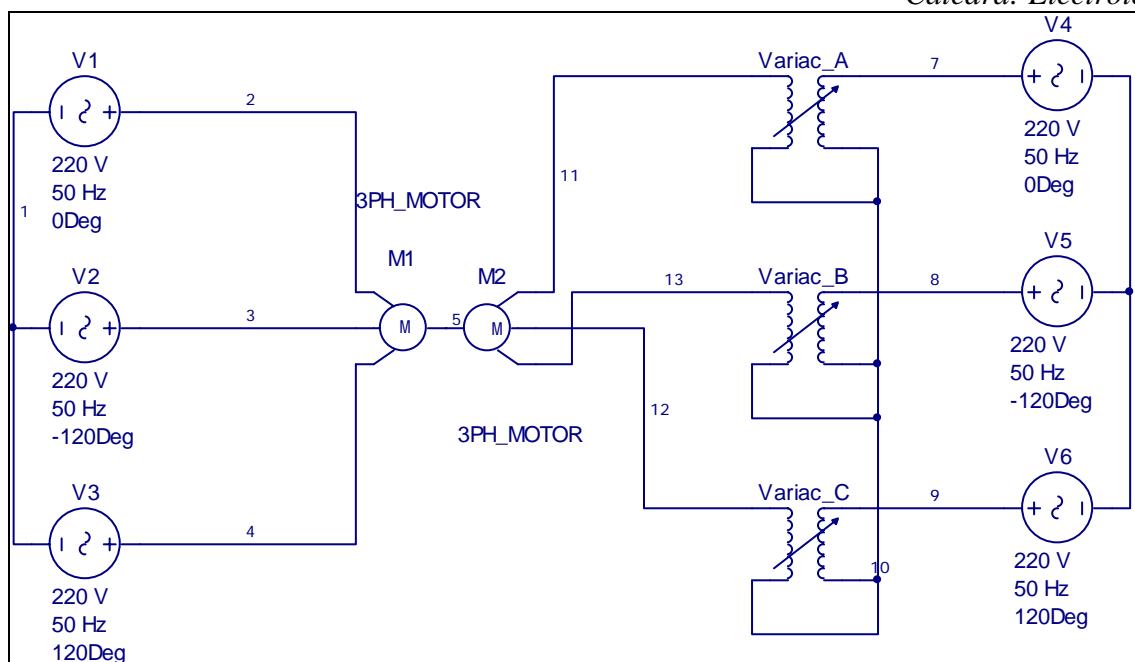 V1
220 V
50 Hz
0Deg
1
2
V2
220 V
50 Hz
-120Deg
3
V3
220 V
50 Hz
120Deg
4
3PH_MOTOR
M1
M
5
M2
M
3PH_MOTOR
11
13
12
Variac_A
7
Variac_B
8
Variac_C
9
10
V4
220 V
50 Hz
0Deg
V5
220 V
50 Hz
-120Deg
V6
220 V
50 Hz
120Deg